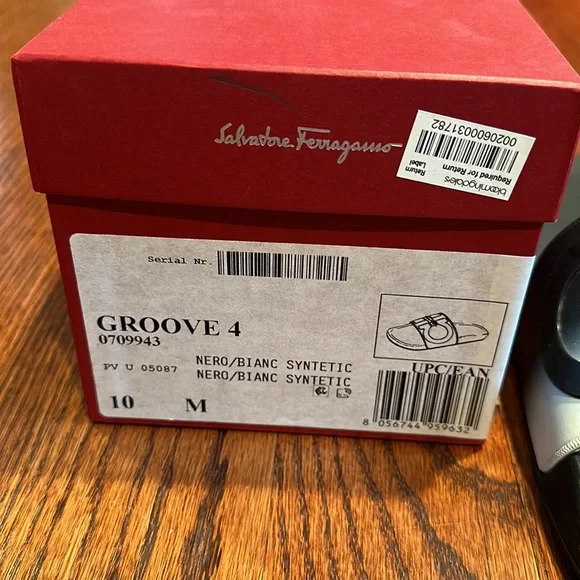 Salvatore Ferragamo
bloomingdales
Required for Return
Return
Label
0020600031782
Serial Nr.
GROOVE 4
0709943
PV U 05087
NERO/BIANC SYNTETIC
NERO/BIANC SYNTETIC
10 M
UPC/EAN
8 056744 959632